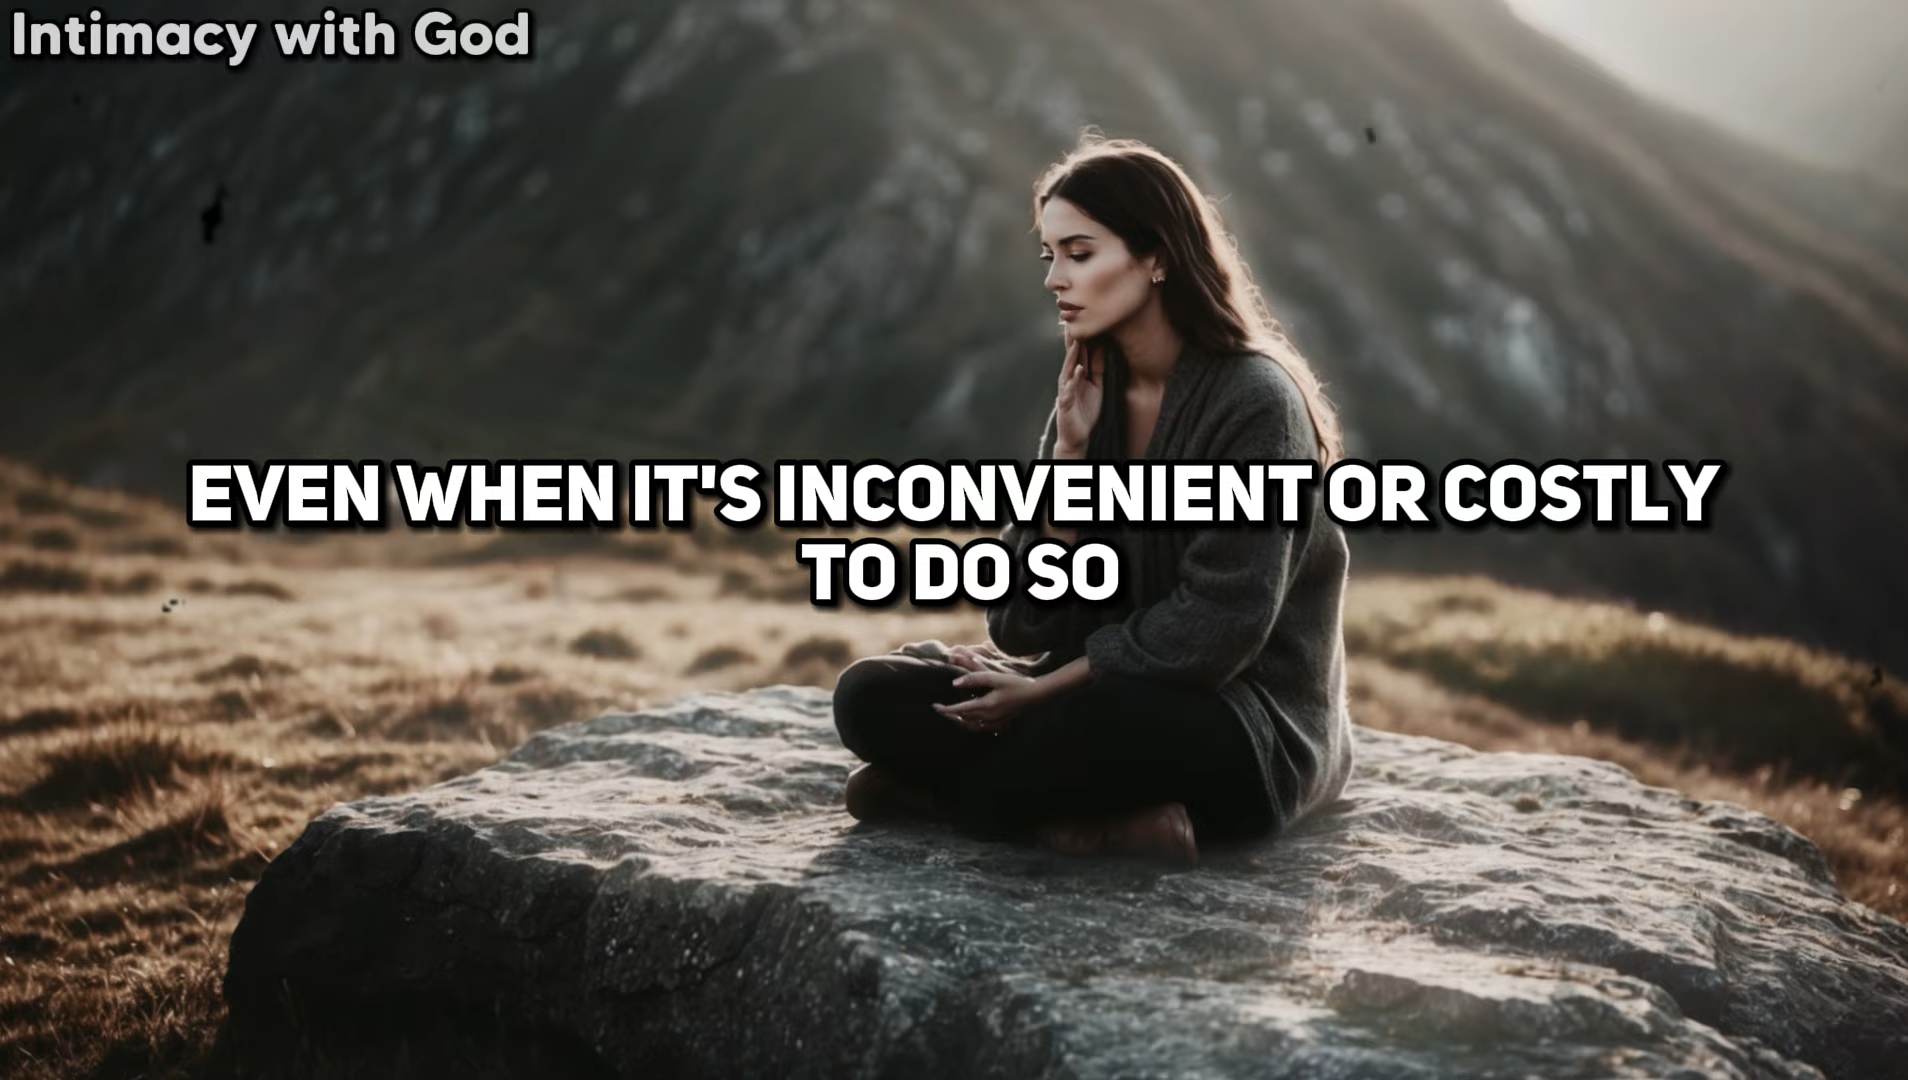 Intimacy with God
EVEN WHEN IT'S INCONVENIENT OR COSTLY
TO DO SO